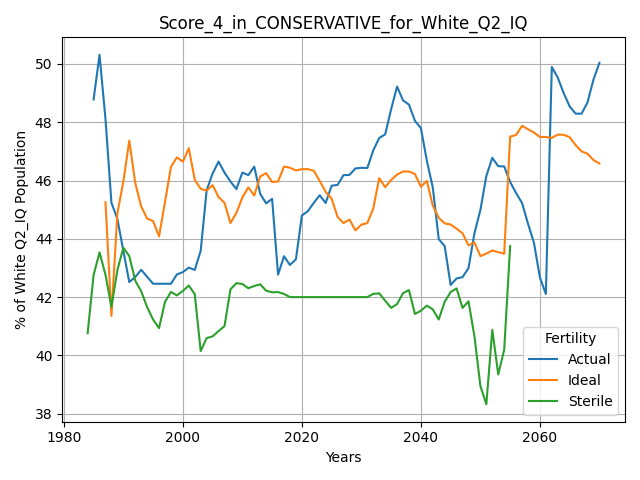 Score_4_in_CONSERVATIVE_for_White_Q2_IQ
% of White Q2_IQ Population
50
48
46
44
42
40
38
1980
2000
2020
2040
2060
Years
Fertility
Actual
Ideal
Sterile